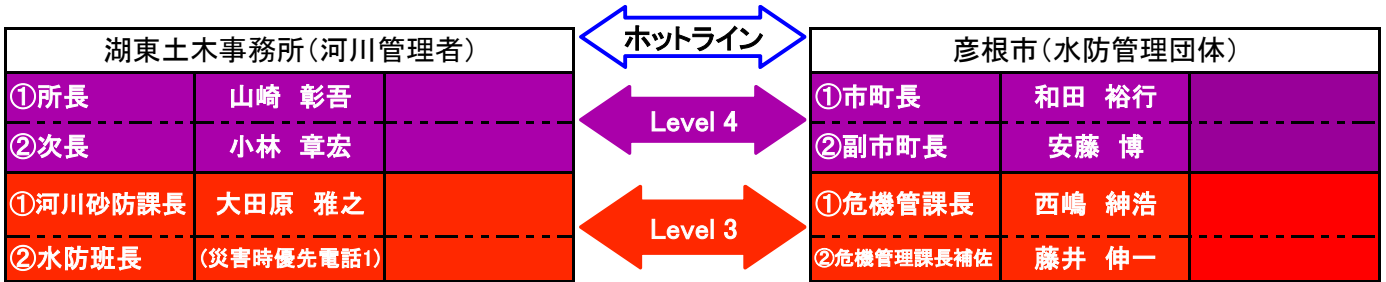 ホットライン
湖東土木事務所(河川管理者)
①所長 山崎 彰吾
②次長 小林 章宏
①河川砂防課長 大田原 雅之
②水防班長 (災害時優先電話1)
Level 4
Level 3
彦根市(水防管理団体)
①市町長 和田 裕行
②副市町長 安藤 博
①危機管課長 西嶋 紳浩
②危機管理課長補佐 藤井 伸一